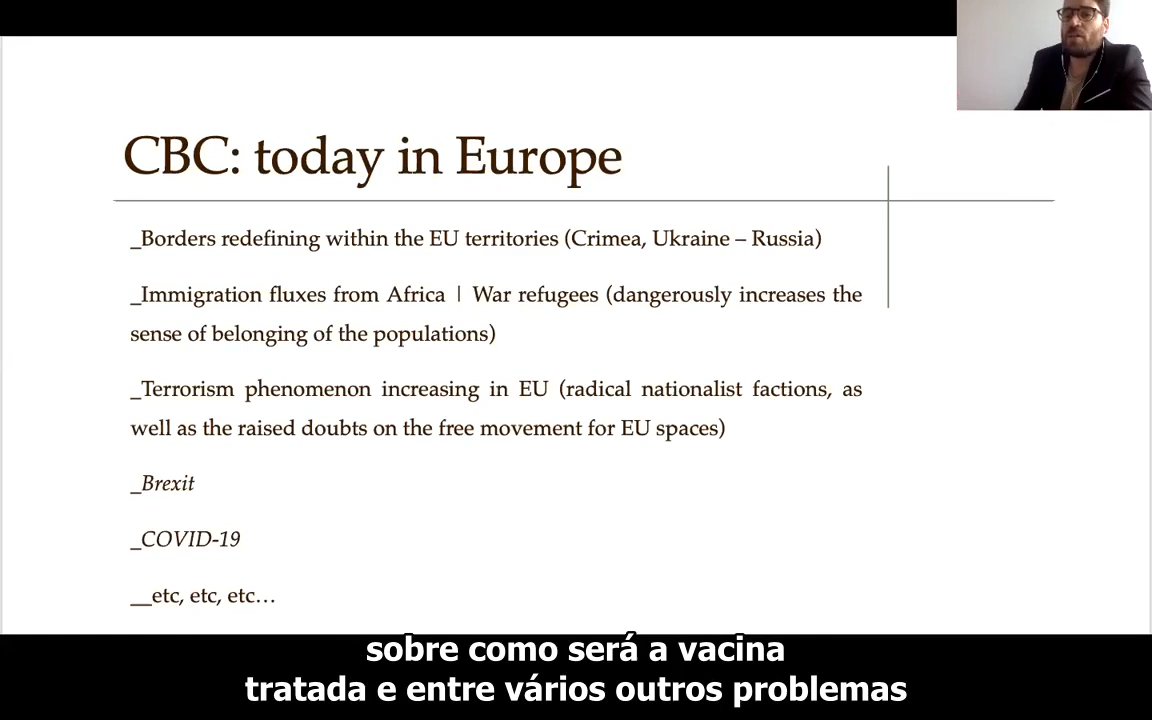 CBC: today in Europe
_Borders redefining within the EU territories (Crimea, Ukraine – Russia)
_Immigration fluxes from Africa | War refugees (dangerously increases the
sense of belonging of the populations)
_Terrorism phenomenon increasing in EU (radical nationalist factions, as
well as the raised doubts on the free movement for EU spaces)
_Brexit
_COVID-19
__etc, etc, etc…
sobre como será a vacina
tratada e entre vários outros problemas